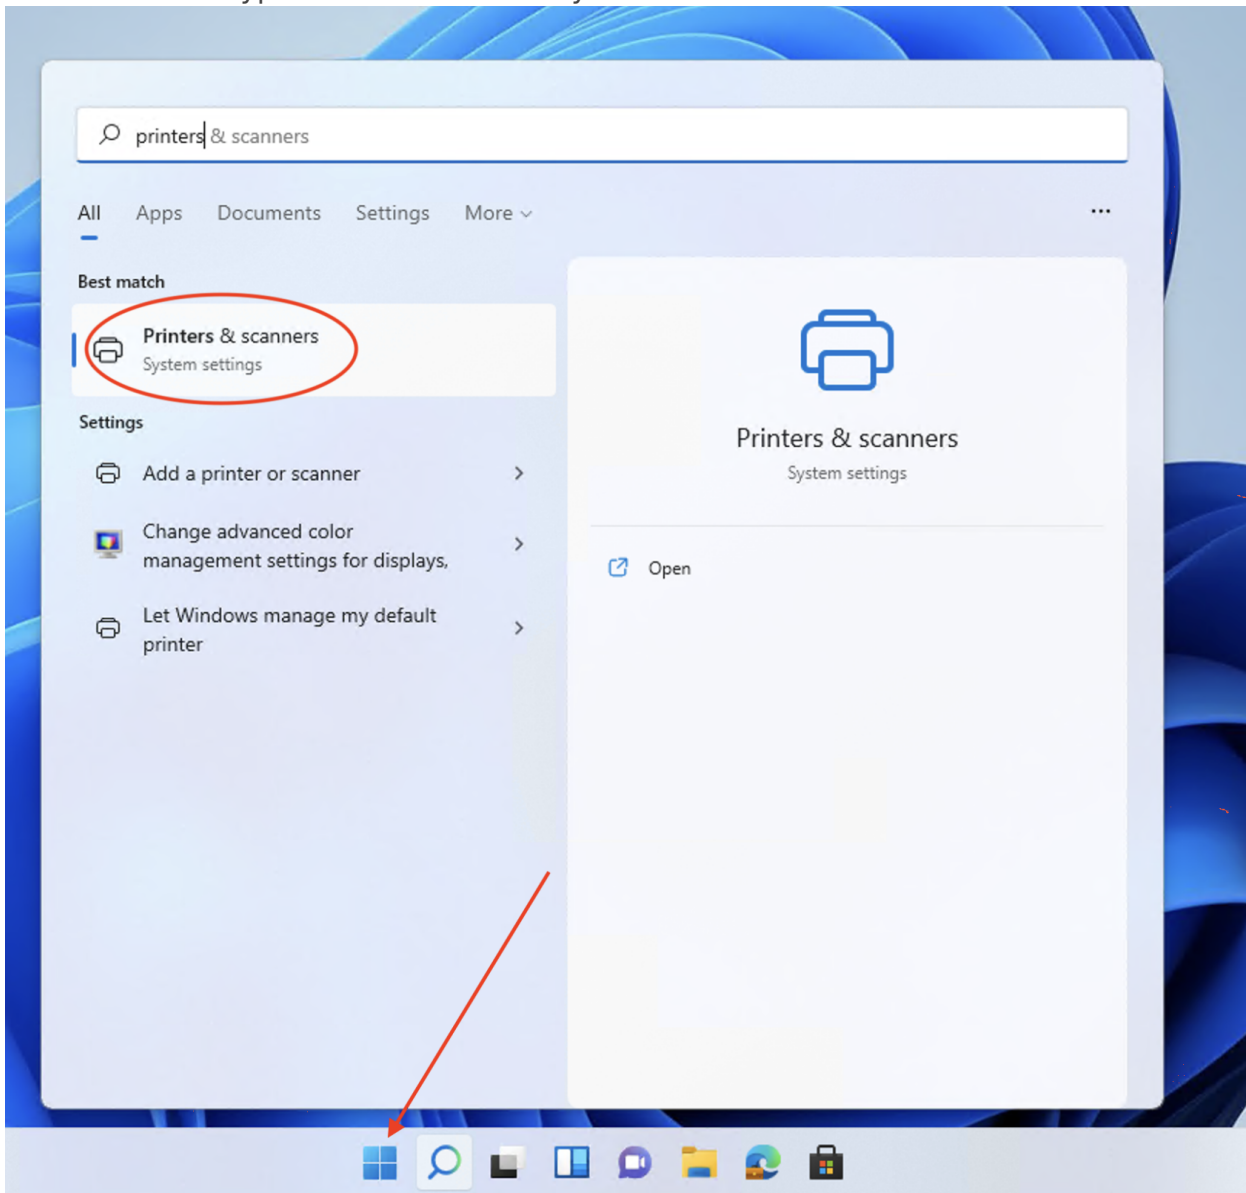 printers & scanners
All Apps Documents Settings More
Best match
Printers & scanners
System settings
Settings
Add a printer or scanner
Change advanced color
management settings for displays,
Let Windows manage my default
printer
Printers & scanners
System settings
Open